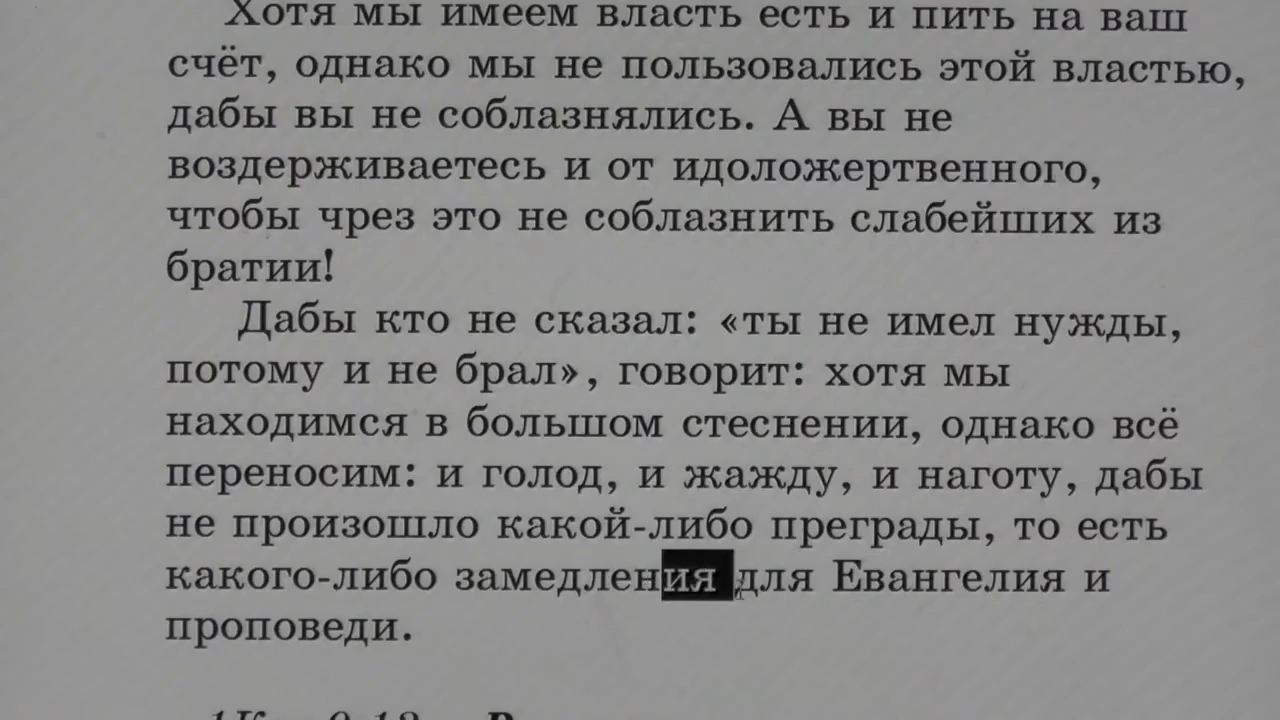 Хотя мы имеем власть есть и пить на ваш
счёт, однако мы не пользовались этой властью,
дабы вы не соблазнялись. А вы не
воздерживаетесь и от идоложертвенного,
чтобы чрез это не соблазнить слабейших из
братии!
Дабы кто не сказал: «ты не имел нужды,
потому и не брал», говорит: хотя мы
находимся в большом стеснении, однако всё
переносим: и голод, и жажду, и наготу, дабы
не произошло какой-либо преграды, то есть
какого-либо замедления для Евангелия и
проповеди.